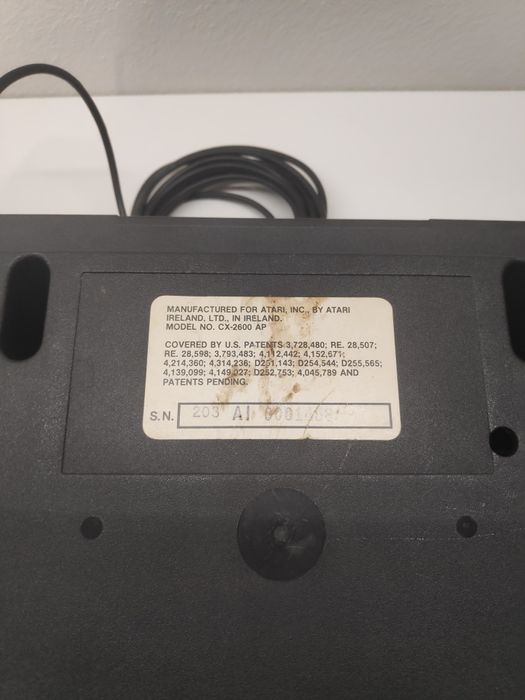 MANUFACTURED FOR ATARI, INC., BY ATARI
IRELAND, LTD., IN IRELAND.
MODEL NO. CX-2600 AP
COVERED BY U.S. PATENTS 3,728,480; RE. 28,507;
RE. 28,598; 3,793,483; 4,112,442; 4,152,671;
4,214,360; 4,314,236; D251,143; D254,544; D255,565;
4,139,099; 4,149,027; D252,753; 4,045,789 AND
PATENTS PENDING.
S.N. 203 AI